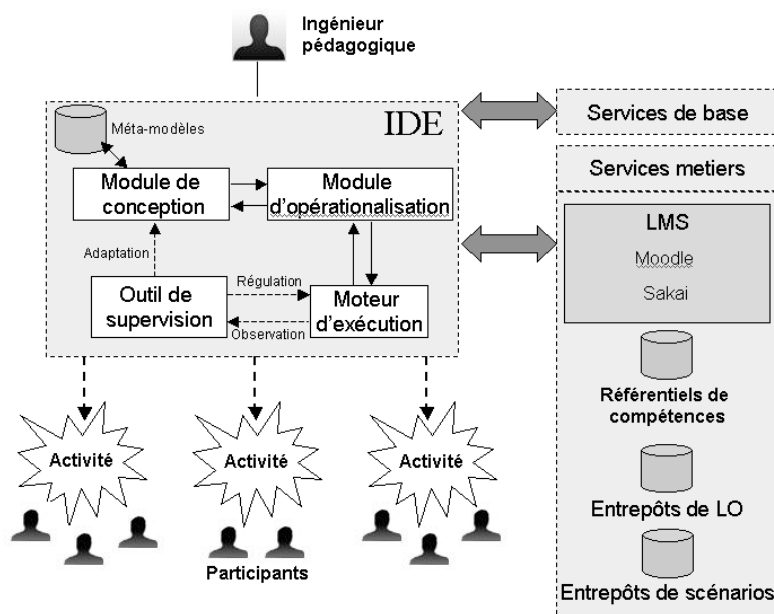 Ingénieur
pédagogique
IDE
Méta-modèles
Module de
conception
Module
d'opérationalisation
Adaptation
Régulation
Outil de
supervision
Moteur
d'exécution
Observation
Activité
Activité
Activité
Participants
Services de base
Services metiers
LMS
Moodle
Sakai
Référentiels de
compétences
Entrepôts de LO
Entrepôts de scénarios